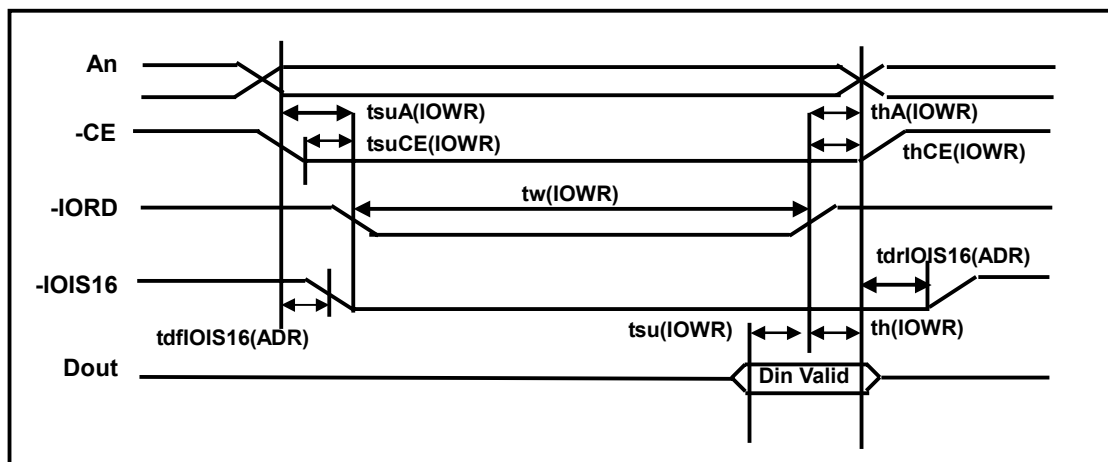 An
tsuA(IOWR)
thA(IOWR)
-CE
tsuCE(IOWR)
thCE(IOWR)
-IORD
tw(IOWR)
tdrIOIS16(ADR)
-IOIS16
tdfIOIS16(ADR)
tsu(IOWR)
th(IOWR)
Dout
Din Valid